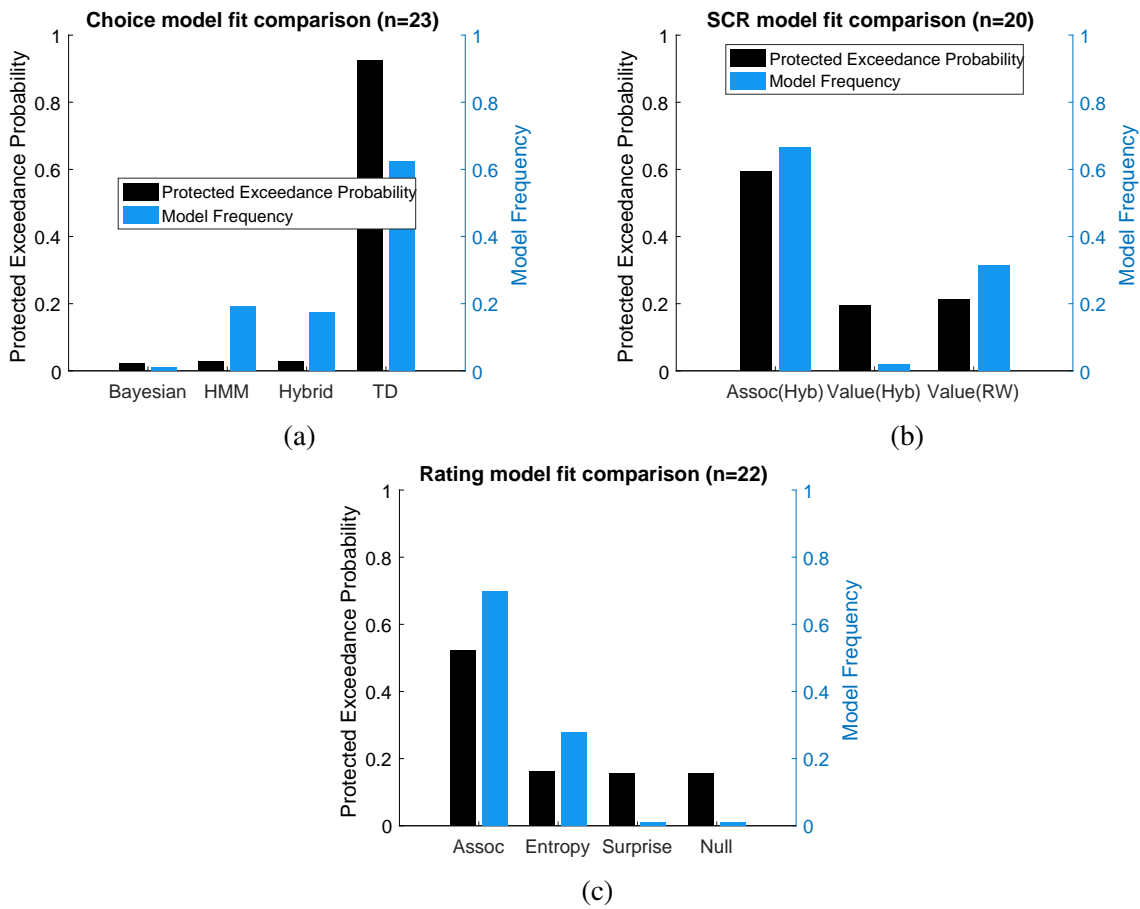 Choice model fit comparison (n=23)
Protected Exceedance Probability
1
0.8
0.6
0.4
0.2
0
Protected Exceedance Probability
Model Frequency
1
0.8
0.6
0.4
0.2
0
Model Frequency
Bayesian HMM Hybrid TD
(a)
SCR model fit comparison (n=20)
Protected Exceedance Probability
1
0.8
0.6
0.4
0.2
0
Protected Exceedance Probability
Model Frequency
1
0.8
0.6
0.4
0.2
0
Model Frequency
Assoc(Hyb) Value(Hyb) Value(RW)
(b)
Rating model fit comparison (n=22)
Protected Exceedance Probability
1
0.8
0.6
0.4
0.2
0
1
0.8
0.6
0.4
0.2
0
Model Frequency
Assoc Entropy Surprise Null
(c)